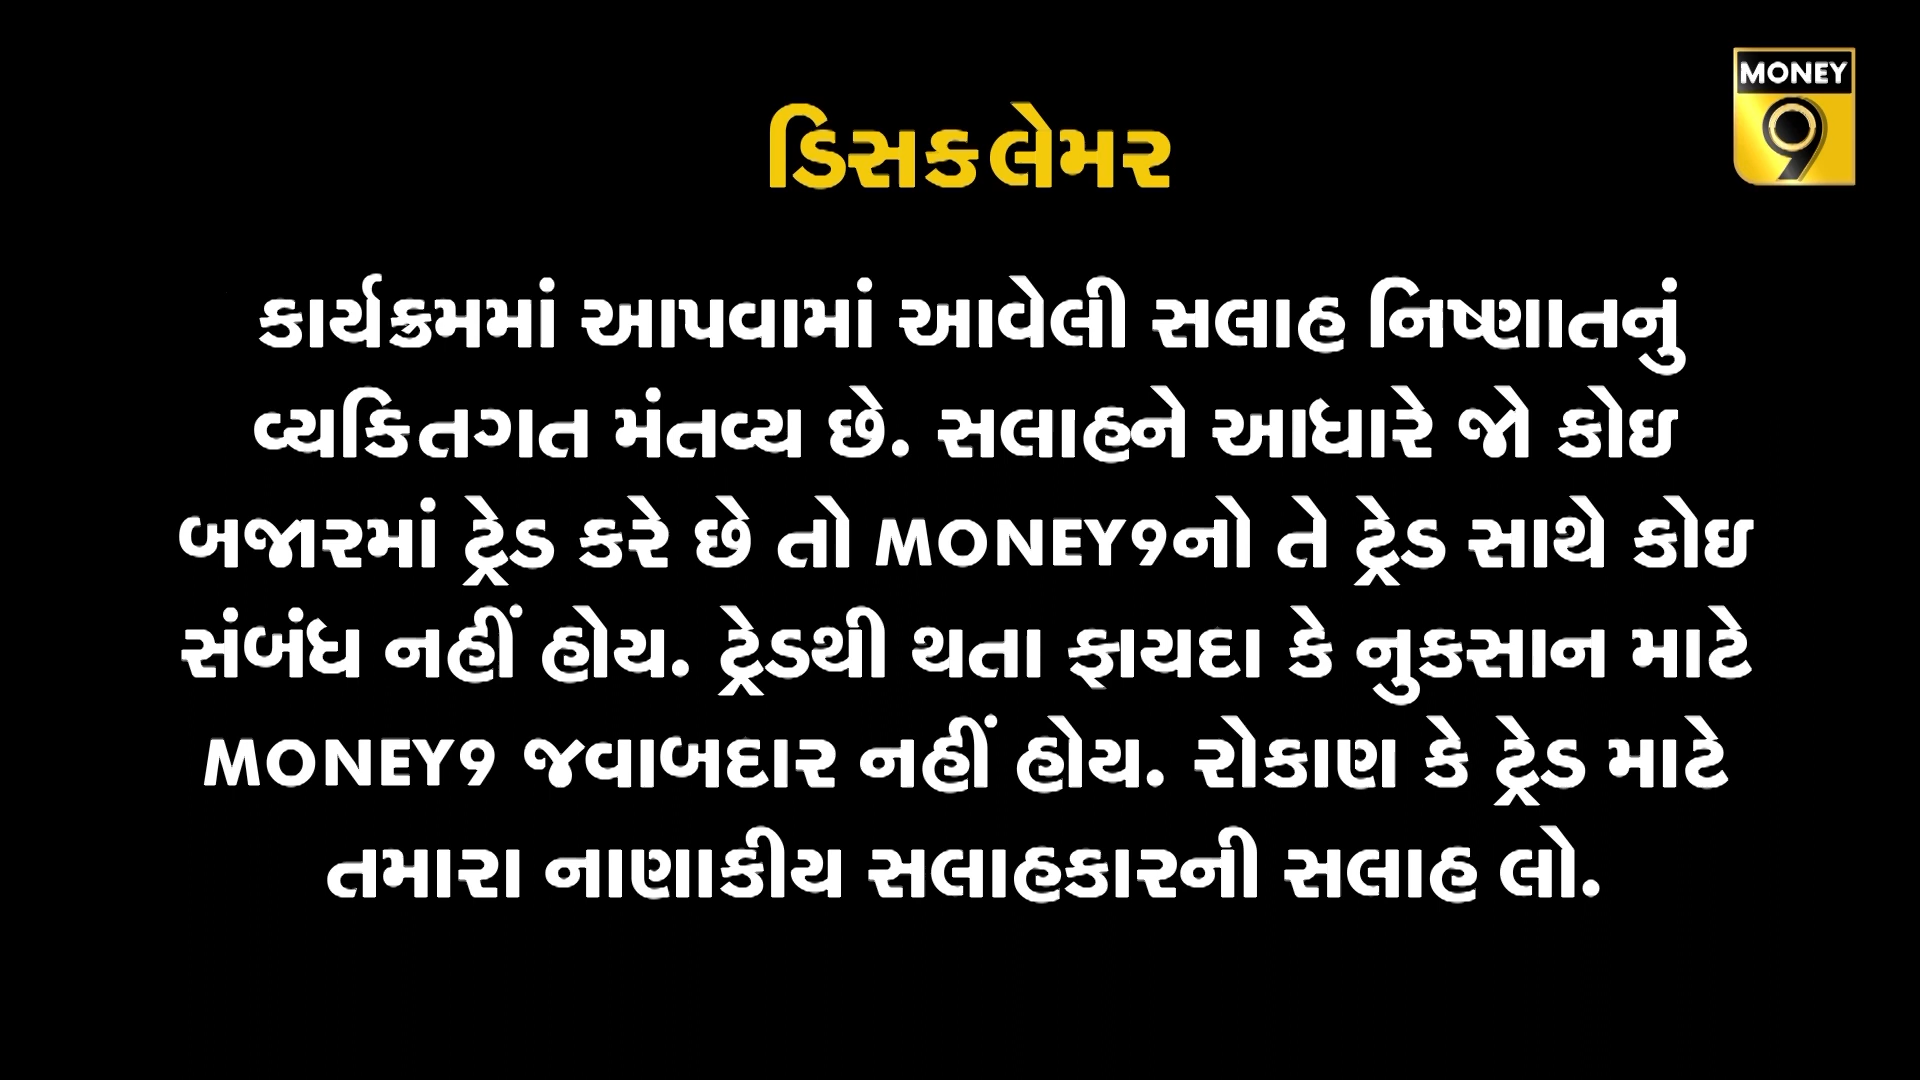 MONEY
9
ડિસક્લેમર
કાર્યક્રમમાં આપવામાં આવેલી સલાહ નિષ્ણાતનું
વ્યકિતગત મંતવ્ય છે. સલાહને આધારે જો કોઇ
બજારમાં ટ્રેડ કરે છે તો MONEY9નો તે ટ્રેડ સાથે કોઇ
સંબંધ નહીં હોય. ટ્રેડથી થતા ફાયદા કે નુકસાન માટે
MONEY9 જવાબદાર નહીં હોય. રોકાણ કે ટ્રેડ માટે
તમારા નાણાકીય સલાહકારની સલાહ લો.